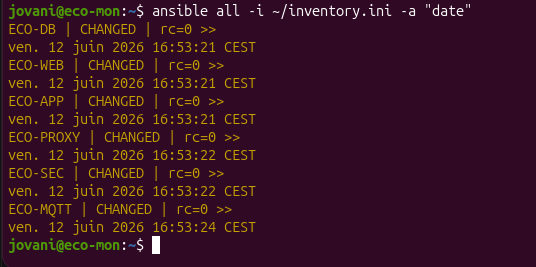 jovani@eco-mon:~$ ansible all -i ~/inventory.ini -a "date"
ECO-DB | CHANGED | rc=0 >>
ven. 12 juin 2026 16:53:21 CEST
ECO-WEB | CHANGED | rc=0 >>
ven. 12 juin 2026 16:53:21 CEST
ECO-APP | CHANGED | rc=0 >>
ven. 12 juin 2026 16:53:21 CEST
ECO-PROXY | CHANGED | rc=0 >>
ven. 12 juin 2026 16:53:22 CEST
ECO-SEC | CHANGED | rc=0 >>
ven. 12 juin 2026 16:53:22 CEST
ECO-MQTT | CHANGED | rc=0 >>
ven. 12 juin 2026 16:53:24 CEST
jovani@eco-mon:~$